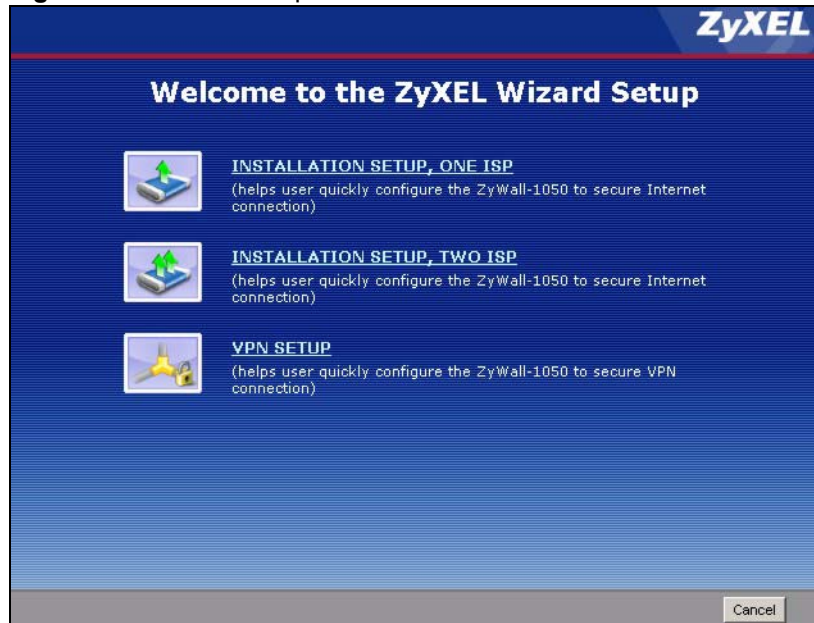 ZyXEL
Welcome to the ZyXEL Wizard Setup
INSTALLATION SETUP, ONE ISP
(helps user quickly configure the ZyWall-1050 to secure Internet
connection)
INSTALLATION SETUP, TWO ISP
(helps user quickly configure the ZyWall-1050 to secure Internet
connection)
VPN SETUP
(helps user quickly configure the ZyWall-1050 to secure VPN
connection)
Cancel